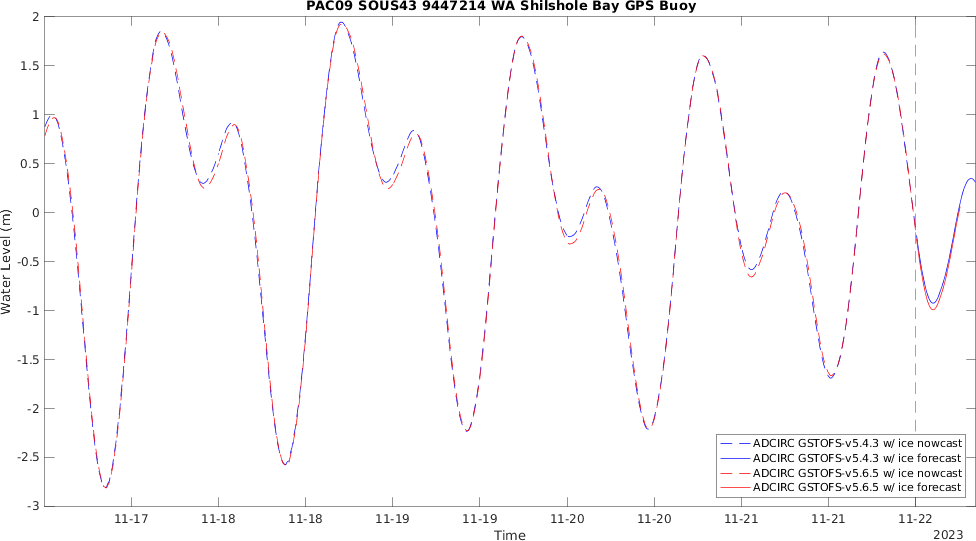 PAC09 SOUS43 9447214 WA Shilshole Bay GPS Buoy
2
1.5
1
0.5
0
-0.5
-1
-1.5
-2
-2.5
-3
Water Level (m)
ADCIRC GSTOFS-v5.4.3 w/ ice nowcast
ADCIRC GSTOFS-v5.4.3 w/ ice forecast
ADCIRC GSTOFS-v5.6.5 w/ ice nowcast
ADCIRC GSTOFS-v5.6.5 w/ ice forecast
11-17 11-18 11-18 11-19 11-19 11-20 11-20 11-21 11-21 11-22
Time
2023